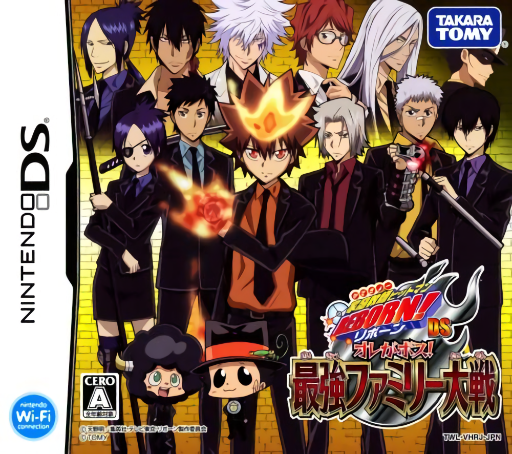 TAKARA
TOMY
NINTENDO DS
家庭教師ヒットマン
REBORN!
リボーン
DS
オレがボス!
最強ファミリー大戦
CERO
A
全年齢対象
nintendo
Wi-Fi
connection
©天野明/集英社・テレビ東京・リボーン製作委員会
©TOMY
TWL-VHRJ-JPN